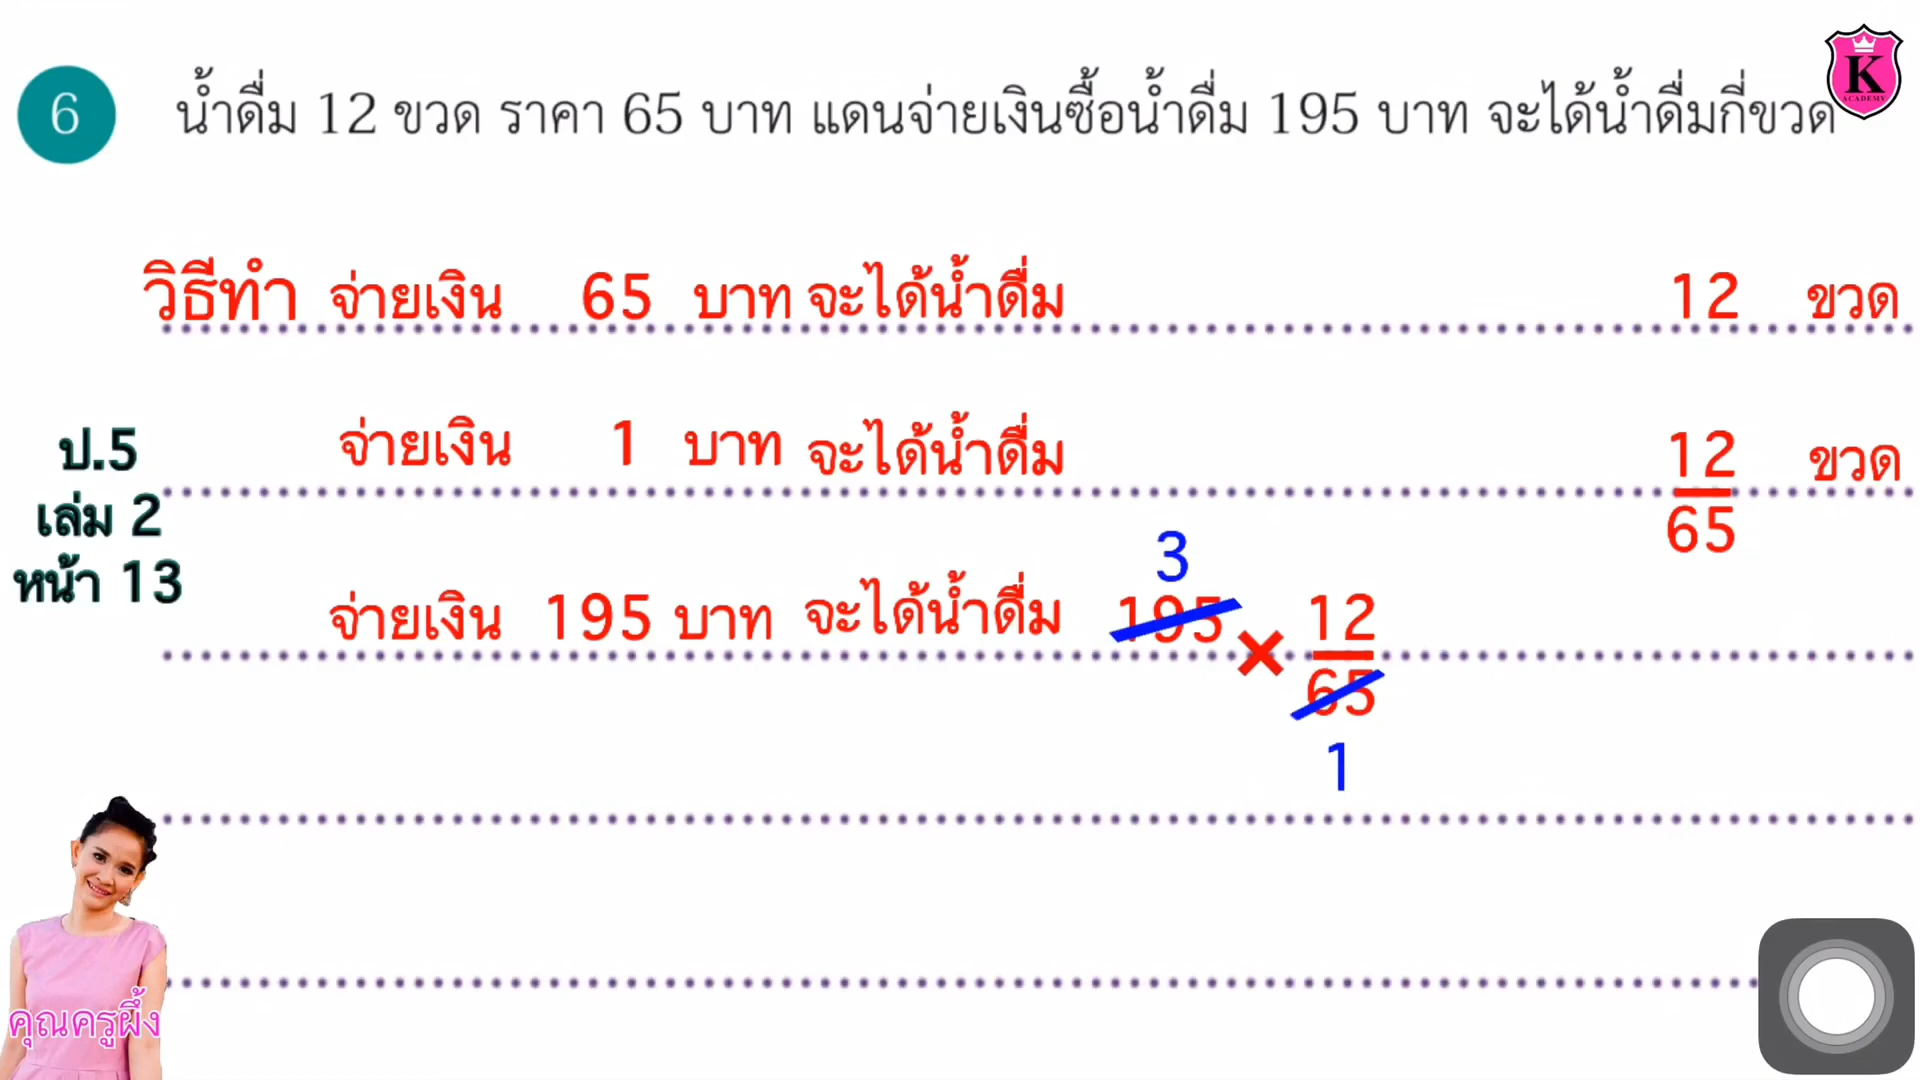 6 น้ำดื่ม 12 ขวด ราคา 65 บาท แดนจ่ายเงินซื้อน้ำดื่ม 195 บาท จะได้น้ำดื่มกี่ขวด
K
ACADEMY
วิธีทำ จ่ายเงิน 65 บาท จะได้น้ำดื่ม 12 ขวด
จ่ายเงิน 1 บาท จะได้น้ำดื่ม 12/65 ขวด
ป.5
เล่ม 2
หน้า 13
3
จ่ายเงิน 195 บาท จะได้น้ำดื่ม 195 × 12/65
1
คุณครูผึ้ง